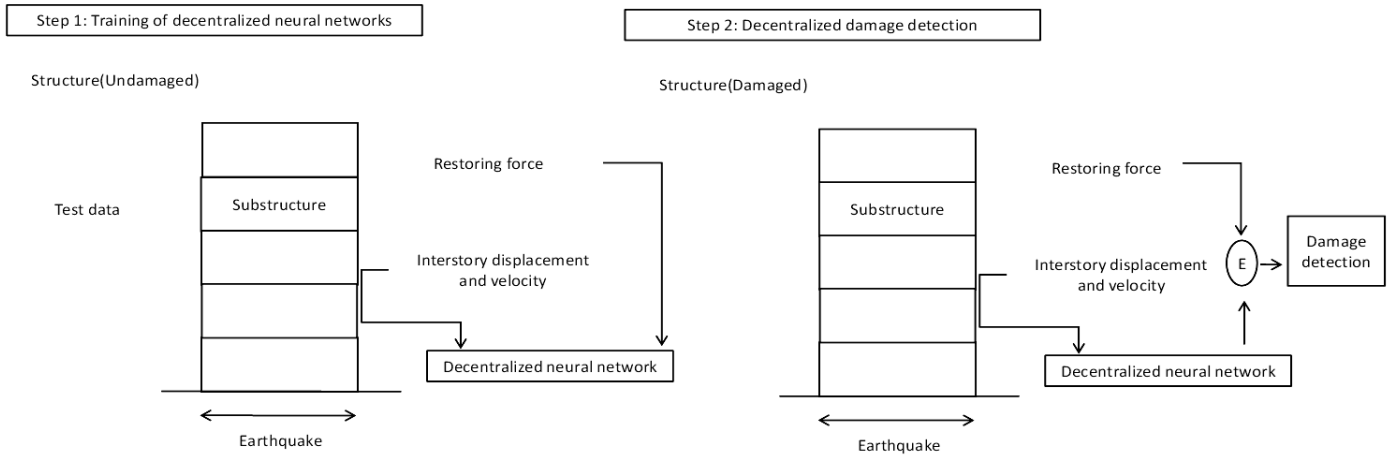 Step 1: Training of decentralized neural networks
Structure(Undamaged)
Test data
Substructure
Restoring force
Interstory displacement
and velocity
Decentralized neural network
Earthquake
Step 2: Decentralized damage detection
Structure(Damaged)
Substructure
Restoring force
Interstory displacement
and velocity
E
Damage
detection
Decentralized neural network
Earthquake